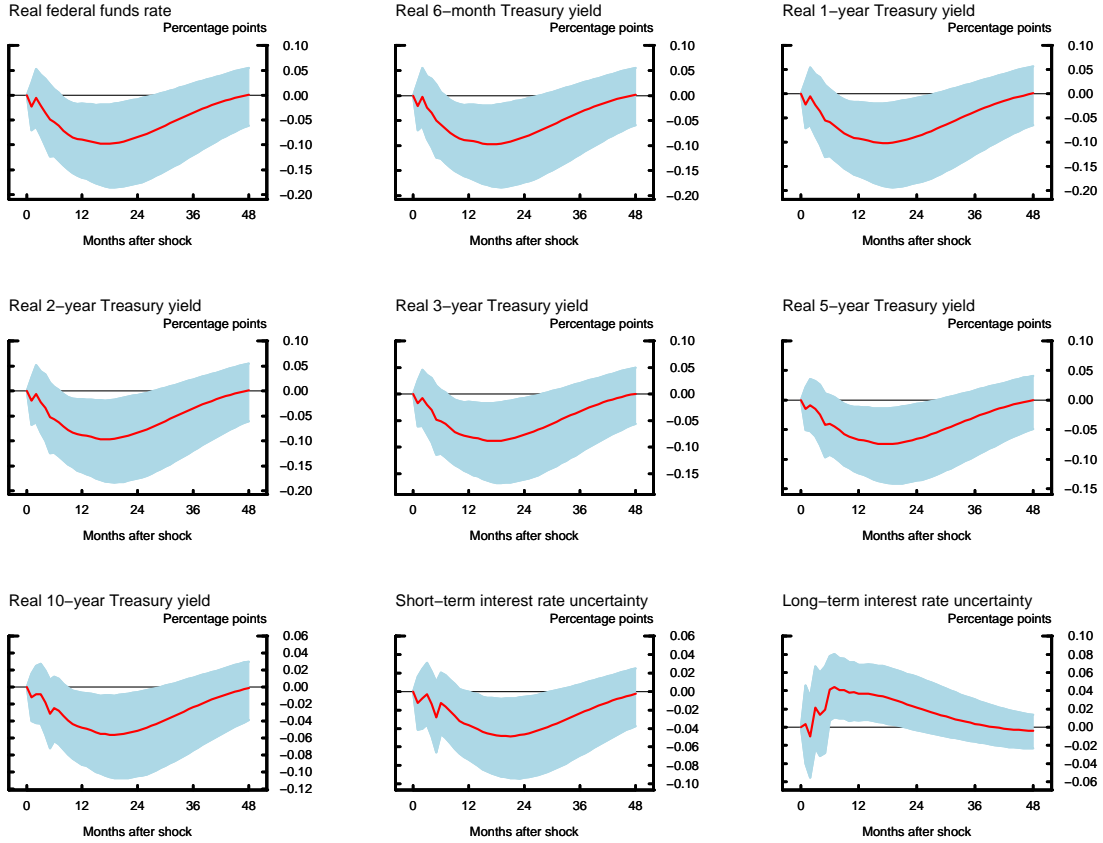 Real federal funds rate
Percentage points
0.10
0.05
0.00
−0.05
−0.10
−0.15
−0.20
0 12 24 36 48
Months after shock
Real 6−month Treasury yield
Percentage points
0.10
0.05
0.00
−0.05
−0.10
−0.15
−0.20
0 12 24 36 48
Months after shock
Real 1−year Treasury yield
Percentage points
0.10
0.05
0.00
−0.05
−0.10
−0.15
−0.20
0 12 24 36 48
Months after shock
Real 2−year Treasury yield
Percentage points
0.10
0.05
0.00
−0.05
−0.10
−0.15
−0.20
0 12 24 36 48
Months after shock
Real 3−year Treasury yield
Percentage points
0.10
0.05
0.00
−0.05
−0.10
−0.15
0 12 24 36 48
Months after shock
Real 5−year Treasury yield
Percentage points
0.10
0.05
0.00
−0.05
−0.10
−0.15
0 12 24 36 48
Months after shock
Real 10−year Treasury yield
Percentage points
0.06
0.04
0.02
0.00
−0.02
−0.04
−0.06
−0.08
−0.10
−0.12
0 12 24 36 48
Months after shock
Short−term interest rate uncertainty
Percentage points
0.06
0.04
0.02
0.00
−0.02
−0.04
−0.06
−0.08
−0.10
0 12 24 36 48
Months after shock
Long−term interest rate uncertainty
Percentage points
0.10
0.08
0.06
0.04
0.02
0.00
−0.02
−0.04
−0.06
0 12 24 36 48
Months after shock